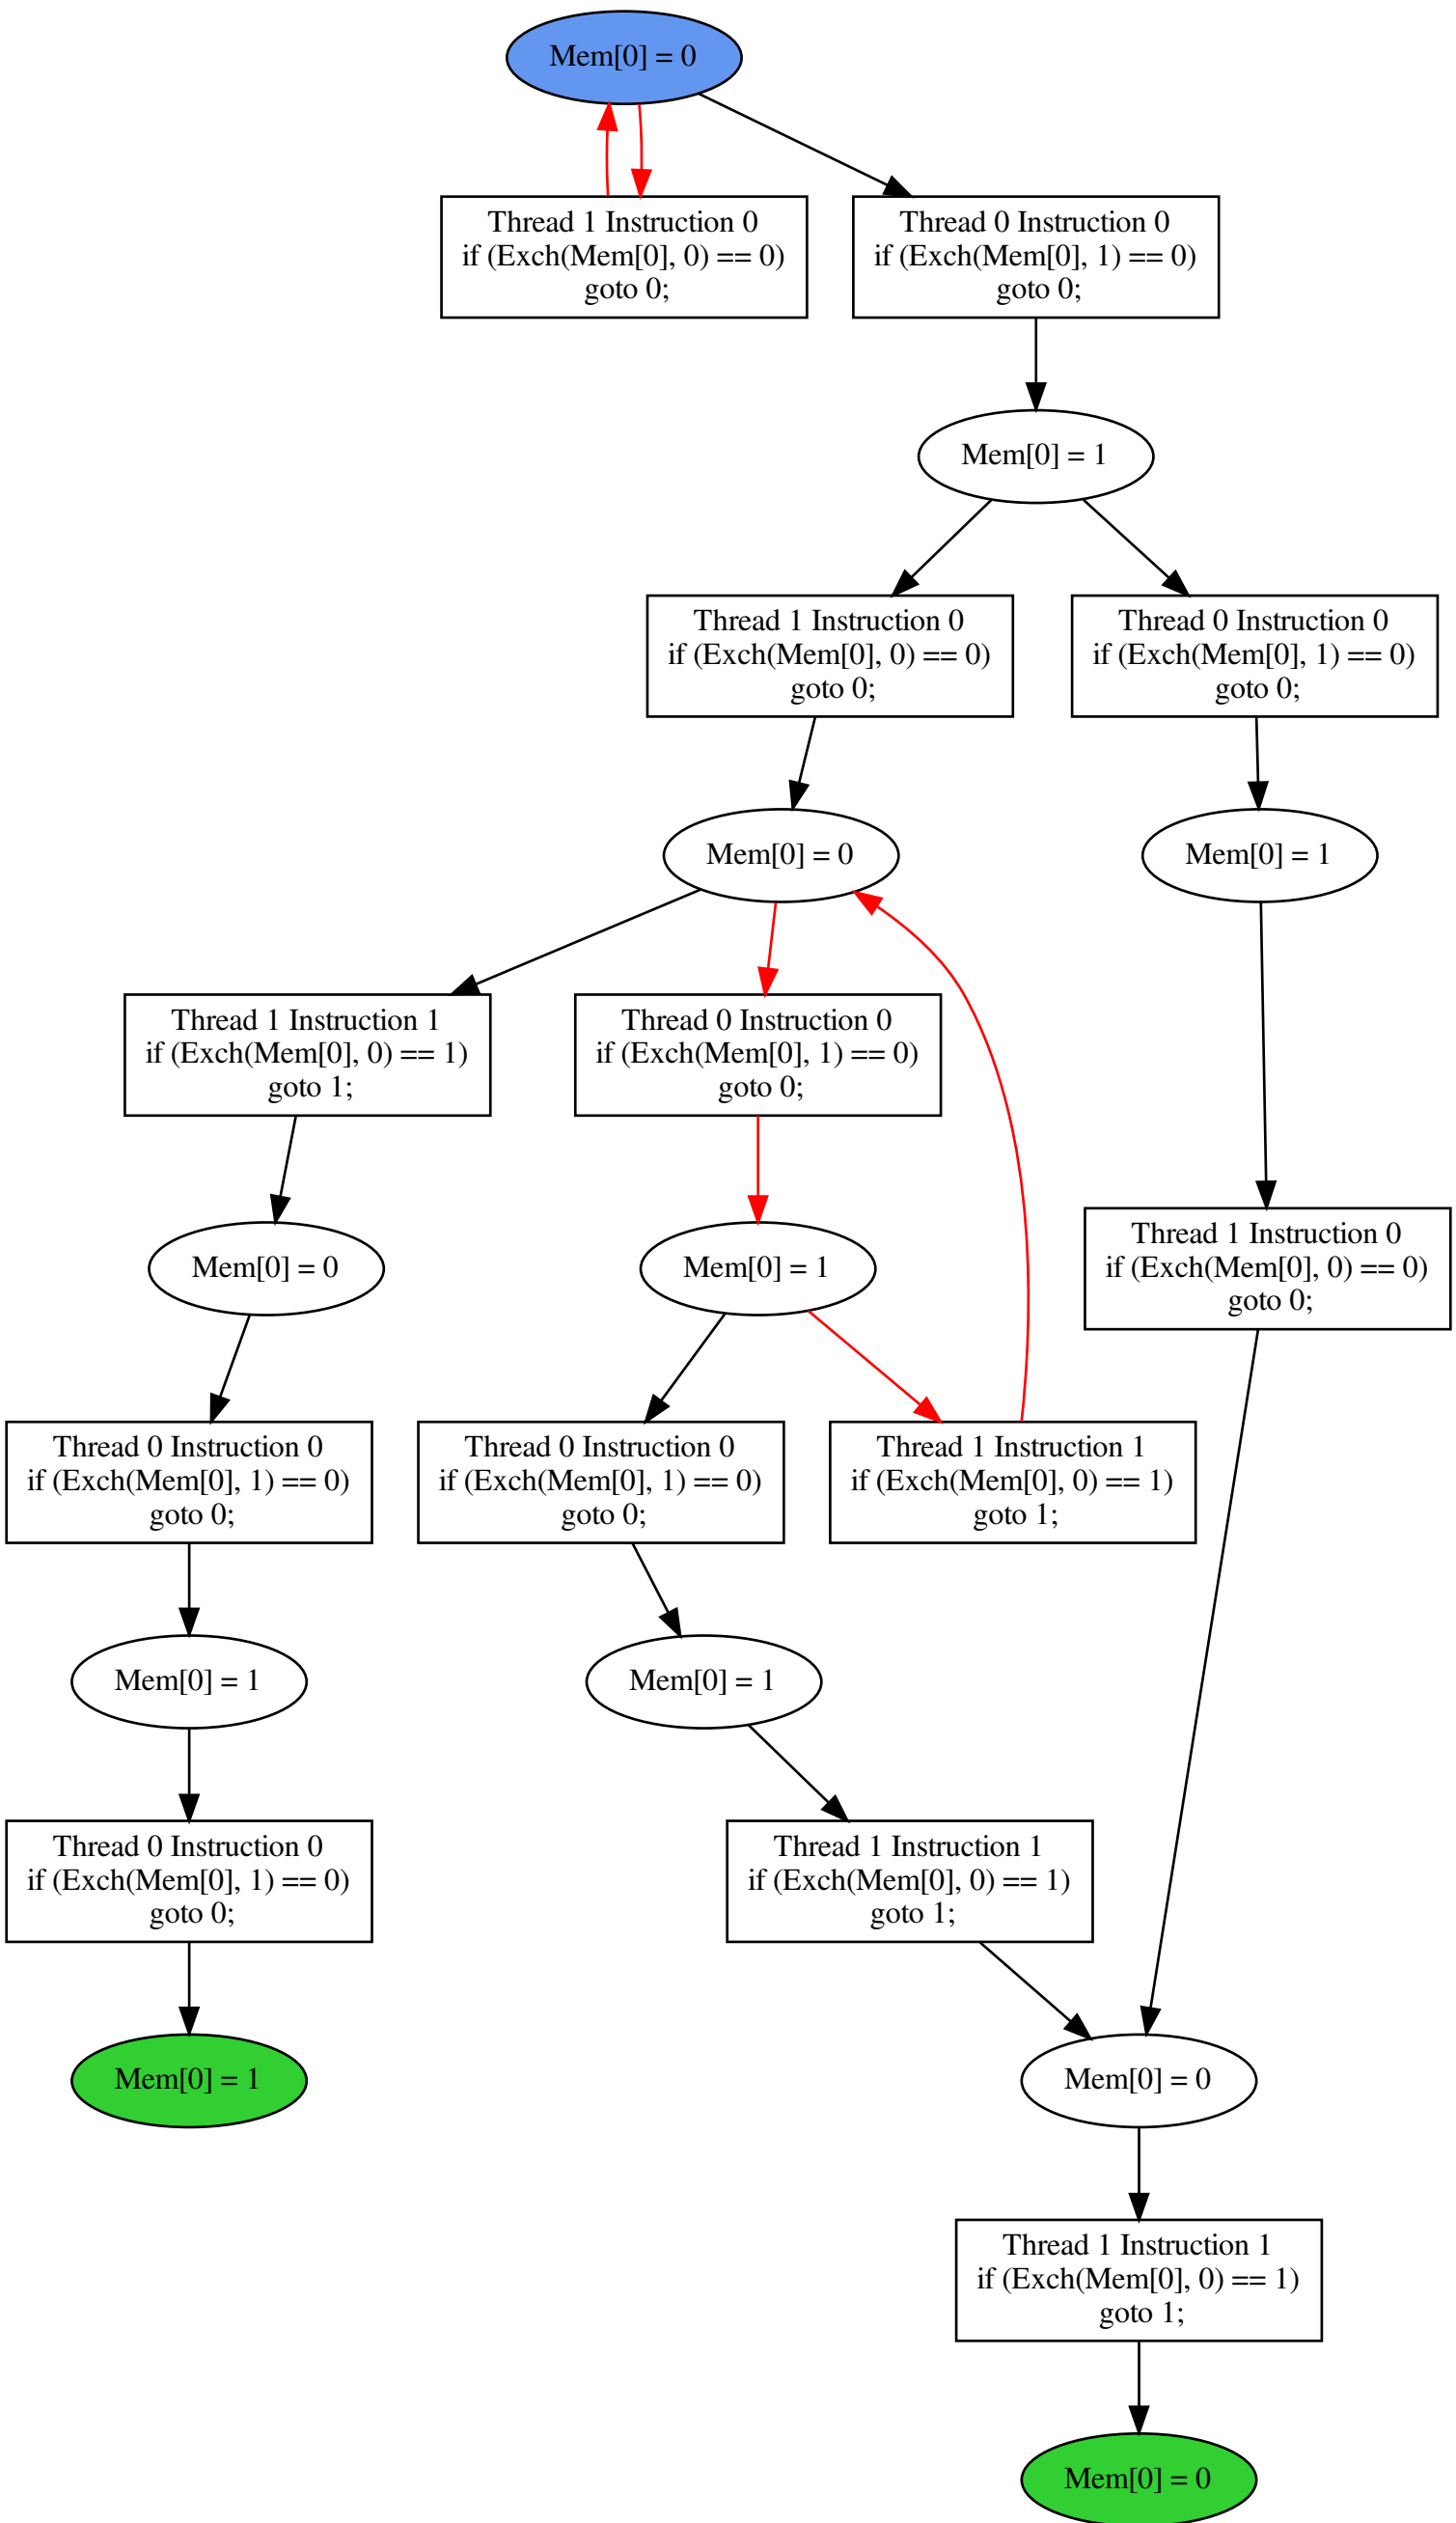 Mem[0] = 0
Thread 1 Instruction 0
if (Exch(Mem[0], 0) == 0)
goto 0;
Thread 0 Instruction 0
if (Exch(Mem[0], 1) == 0)
goto 0;
Mem[0] = 1
Thread 1 Instruction 0
if (Exch(Mem[0], 0) == 0)
goto 0;
Thread 0 Instruction 0
if (Exch(Mem[0], 1) == 0)
goto 0;
Mem[0] = 0
Mem[0] = 1
Thread 1 Instruction 1
if (Exch(Mem[0], 0) == 1)
goto 1;
Thread 0 Instruction 0
if (Exch(Mem[0], 1) == 0)
goto 0;
Mem[0] = 0
Mem[0] = 1
Thread 1 Instruction 0
if (Exch(Mem[0], 0) == 0)
goto 0;
Thread 0 Instruction 0
if (Exch(Mem[0], 1) == 0)
goto 0;
Thread 0 Instruction 0
if (Exch(Mem[0], 1) == 0)
goto 0;
Thread 1 Instruction 1
if (Exch(Mem[0], 0) == 1)
goto 1;
Mem[0] = 1
Mem[0] = 1
Thread 0 Instruction 0
if (Exch(Mem[0], 1) == 0)
goto 0;
Thread 1 Instruction 1
if (Exch(Mem[0], 0) == 1)
goto 1;
Mem[0] = 1
Mem[0] = 0
Thread 1 Instruction 1
if (Exch(Mem[0], 0) == 1)
goto 1;
Mem[0] = 0